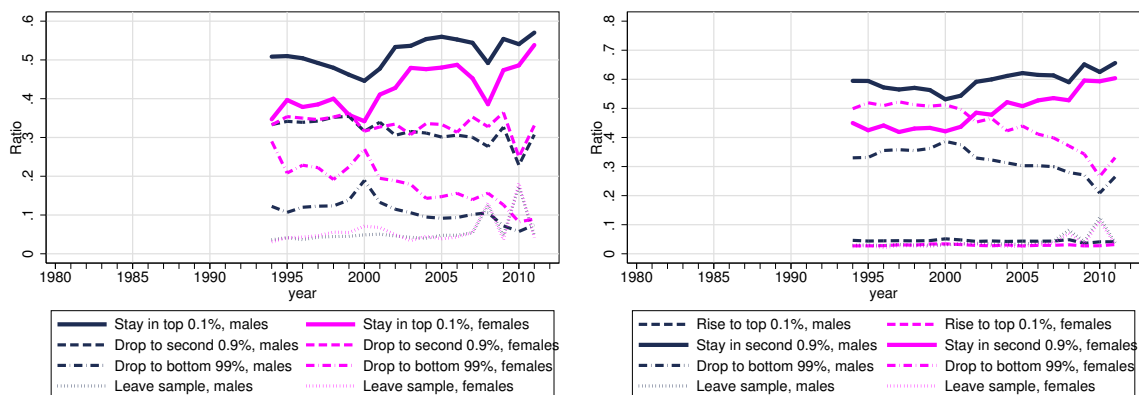 .6
.5
.4
.3
.2
.1
0
Ratio
1980 1985 1990 1995 2000 2005 2010
year
Stay in top 0.1%, males
Stay in top 0.1%, females
Drop to second 0.9%, males
Drop to second 0.9%, females
Drop to bottom 99%, males
Drop to bottom 99%, females
Leave sample, males
Leave sample, females
.8
.7
.6
.5
.4
.3
.2
.1
0
Ratio
1980 1985 1990 1995 2000 2005 2010
year
Rise to top 0.1%, males
Rise to top 0.1%, females
Stay in second 0.9%, males
Stay in second 0.9%, females
Drop to bottom 99%, males
Drop to bottom 99%, females
Leave sample, males
Leave sample, females